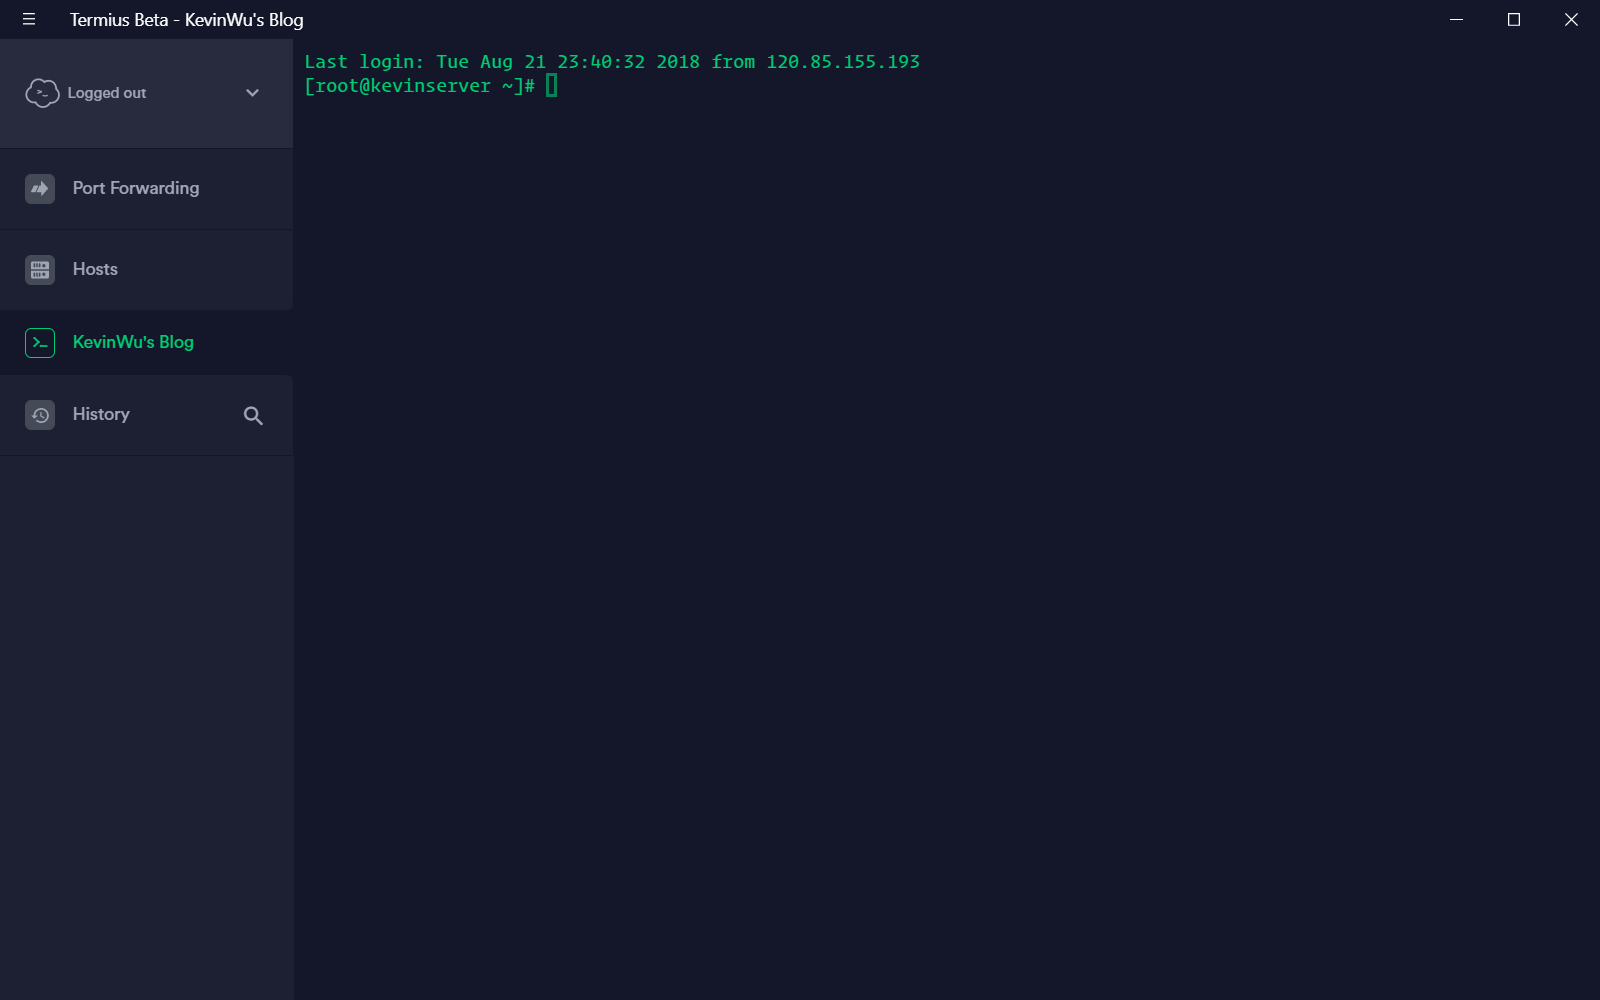 Termius Beta - KevinWu's Blog
Logged out
Port Forwarding
Hosts
KevinWu's Blog
History
Last login: Tue Aug 21 23:40:32 2018 from 120.85.155.193
[root@kevinserver ~]#